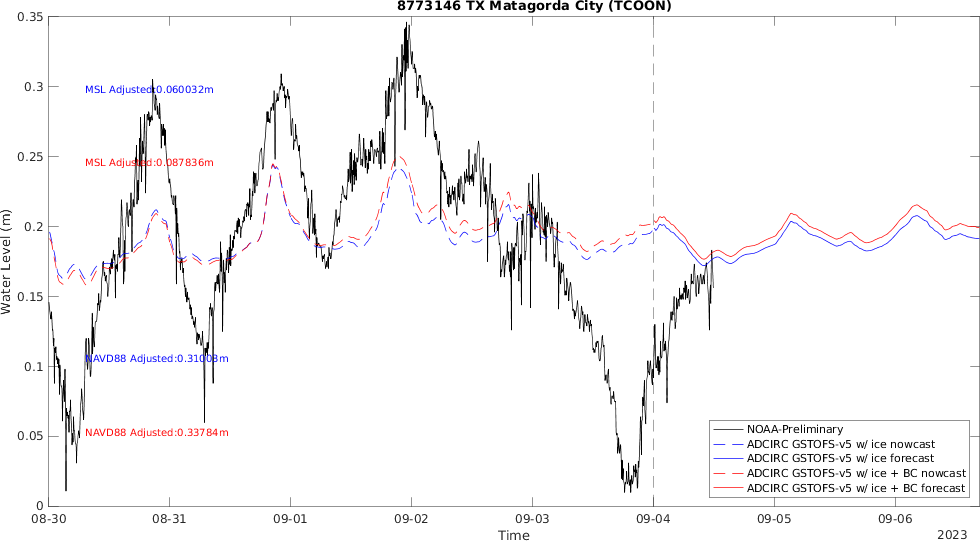 8773146 TX Matagorda City (TCOON)
0.35
0.3
0.25
0.2
0.15
0.1
0.05
0
Water Level (m)
MSL Adjusted:0.060032m
MSL Adjusted:0.087836m
NAVD88 Adjusted:0.31003m
NAVD88 Adjusted:0.33784m
NOAA-Preliminary
ADCIRC GSTOFS-v5 w/ ice nowcast
ADCIRC GSTOFS-v5 w/ ice forecast
ADCIRC GSTOFS-v5 w/ ice + BC nowcast
ADCIRC GSTOFS-v5 w/ ice + BC forecast
08-30 08-31 09-01 09-02 09-03 09-04 09-05 09-06
Time
2023